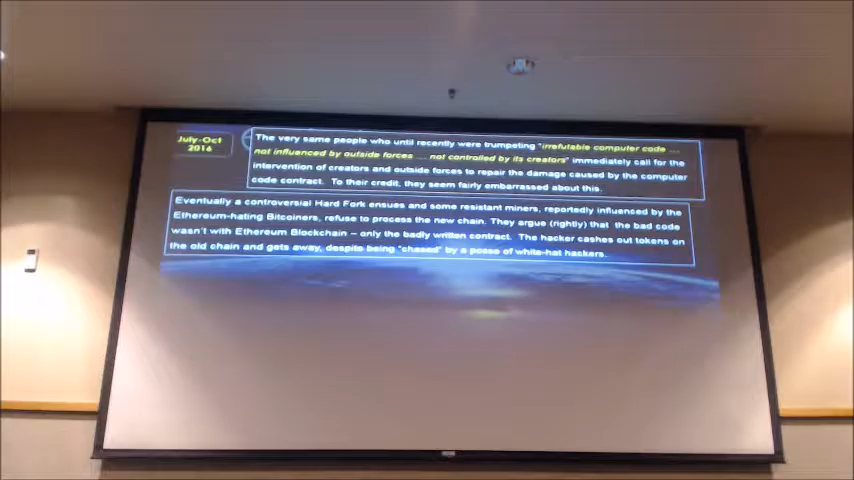 July-Oct
2016
The very same people who until recently were trumpeting "irrefutable computer code ...
not influenced by outside forces ... not controlled by its creators" immediately call for the
intervention of creators and outside forces to repair the damage caused by the computer
code contract. To their credit, they seem fairly embarrassed about this.
Eventually a controversial Hard Fork ensues and some resistant miners, reportedly influenced by the
Ethereum-hating Bitcoiners, refuse to process the new chain. They argue (rightly) that the bad code
wasn't with Ethereum Blockchain – only the badly written contract. The hacker cashes out tokens on
the old chain and gets away, despite being "chased" by a posse of white-hat hackers.